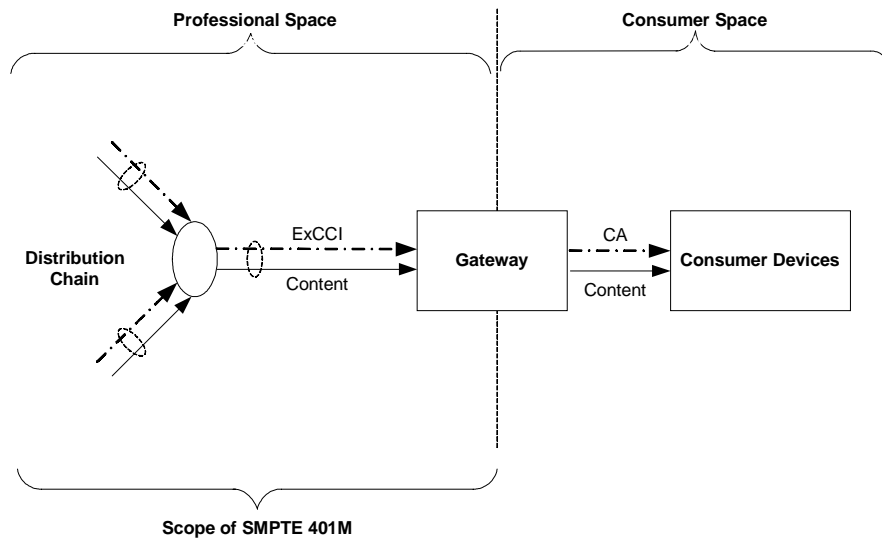 Professional Space
Consumer Space
ExCCI
CA
Distribution
Chain
Gateway
Consumer Devices
Content
Content
Scope of SMPTE 401M